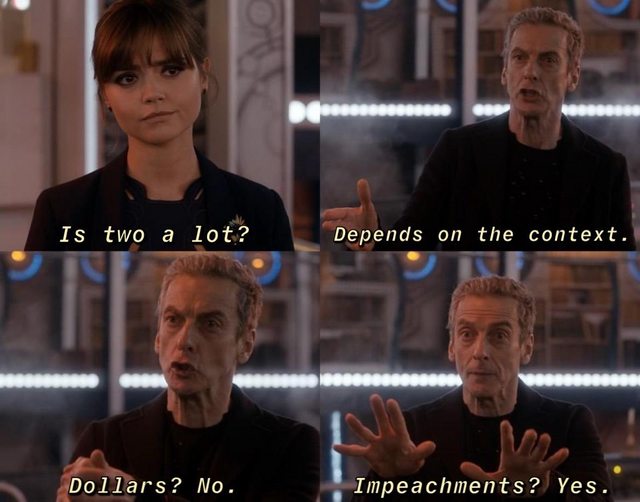 Is two a lot?
Depends on the context.
Dollars? No.
Impeachments? Yes.